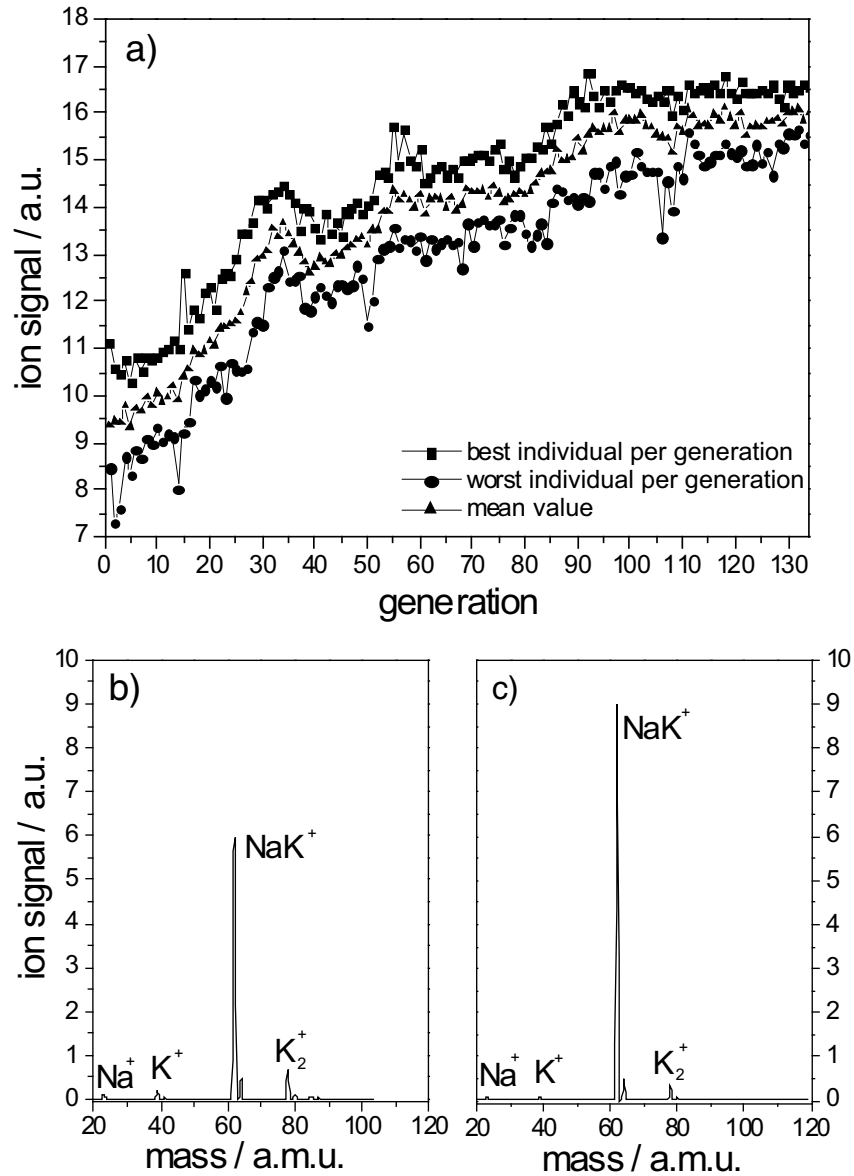 a)
18
17
16
15
14
13
12
11
10
9
8
7
ion signal / a.u.
best individual per generation
worst individual per generation
mean value
0 10 20 30 40 50 60 70 80 90 100 110 120 130
generation
b)
10
9
8
7
6
5
4
3
2
1
0
ion signal / a.u.
NaK+
Na+ K+ K2+
20 40 60 80 100 120
mass / a.m.u.
c)
10
9
8
7
6
5
4
3
2
1
0
NaK+
Na+ K+ K2+
20 40 60 80 100 120
mass / a.m.u.